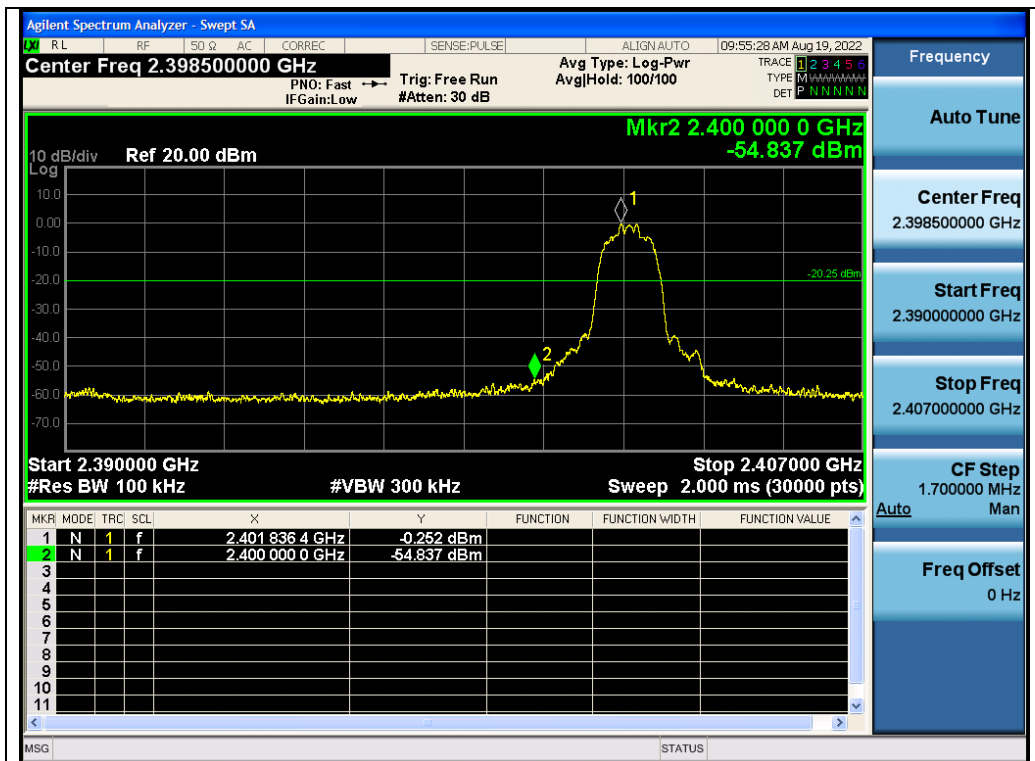 Agilent Spectrum Analyzer - Swept SA
LXI RL RF 50 Ω AC CORREC SENSE:PULSE ALIGN AUTO 09:55:28 AM Aug 19, 2022
Center Freq 2.398500000 GHz
PNO: Fast
IFGain:Low
Trig: Free Run
#Atten: 30 dB
Avg Type: Log-Pwr
Avg|Hold: 100/100
TRACE 1 2 3 4 5 6
TYPE M W W W W W
DET P N N N N N
Mkr2 2.400 000 0 GHz
-54.837 dBm
10 dB/div Ref 20.00 dBm
Log
10.0
0.00
-10.0
-20.0
-30.0
-40.0
-50.0
-60.0
-70.0
1
2
-20.25 dBm
Start 2.390000 GHz Stop 2.407000 GHz
#Res BW 100 kHz #VBW 300 kHz Sweep 2.000 ms (30000 pts)
MKR MODE TRC SCL X Y FUNCTION FUNCTION WIDTH FUNCTION VALUE
1 N 1 f 2.401 836 4 GHz -0.252 dBm
2 N 1 f 2.400 000 0 GHz -54.837 dBm
3
4
5
6
7
8
9
10
11
MSG STATUS
Frequency
Auto Tune
Center Freq
2.398500000 GHz
Start Freq
2.390000000 GHz
Stop Freq
2.407000000 GHz
CF Step
1.700000 MHz
Auto Man
Freq Offset
0 Hz